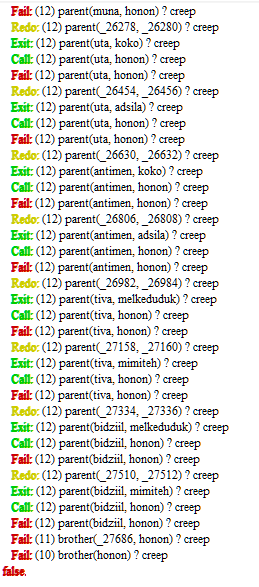 Fail: (12) parent(muna, honon) ? creep
Redo: (12) parent(_26278, _26280) ? creep
Exit: (12) parent(uta, koko) ? creep
Call: (12) parent(uta, honon) ? creep
Fail: (12) parent(uta, honon) ? creep
Redo: (12) parent(_26454, _26456) ? creep
Exit: (12) parent(uta, adsila) ? creep
Call: (12) parent(uta, honon) ? creep
Fail: (12) parent(uta, honon) ? creep
Redo: (12) parent(_26630, _26632) ? creep
Exit: (12) parent(antimen, koko) ? creep
Call: (12) parent(antimen, honon) ? creep
Fail: (12) parent(antimen, honon) ? creep
Redo: (12) parent(_26806, _26808) ? creep
Exit: (12) parent(antimen, adsila) ? creep
Call: (12) parent(antimen, honon) ? creep
Fail: (12) parent(antimen, honon) ? creep
Redo: (12) parent(_26982, _26984) ? creep
Exit: (12) parent(tiva, melkeduduk) ? creep
Call: (12) parent(tiva, honon) ? creep
Fail: (12) parent(tiva, honon) ? creep
Redo: (12) parent(_27158, _27160) ? creep
Exit: (12) parent(tiva, mimiteh) ? creep
Call: (12) parent(tiva, honon) ? creep
Fail: (12) parent(tiva, honon) ? creep
Redo: (12) parent(_27334, _27336) ? creep
Exit: (12) parent(bidziil, melkeduduk) ? creep
Call: (12) parent(bidziil, honon) ? creep
Fail: (12) parent(bidziil, honon) ? creep
Redo: (12) parent(_27510, _27512) ? creep
Exit: (12) parent(bidziil, mimiteh) ? creep
Call: (12) parent(bidziil, honon) ? creep
Fail: (12) parent(bidziil, honon) ? creep
Fail: (11) brother(_27686, honon) ? creep
Fail: (10) brother(honon) ? creep
false.